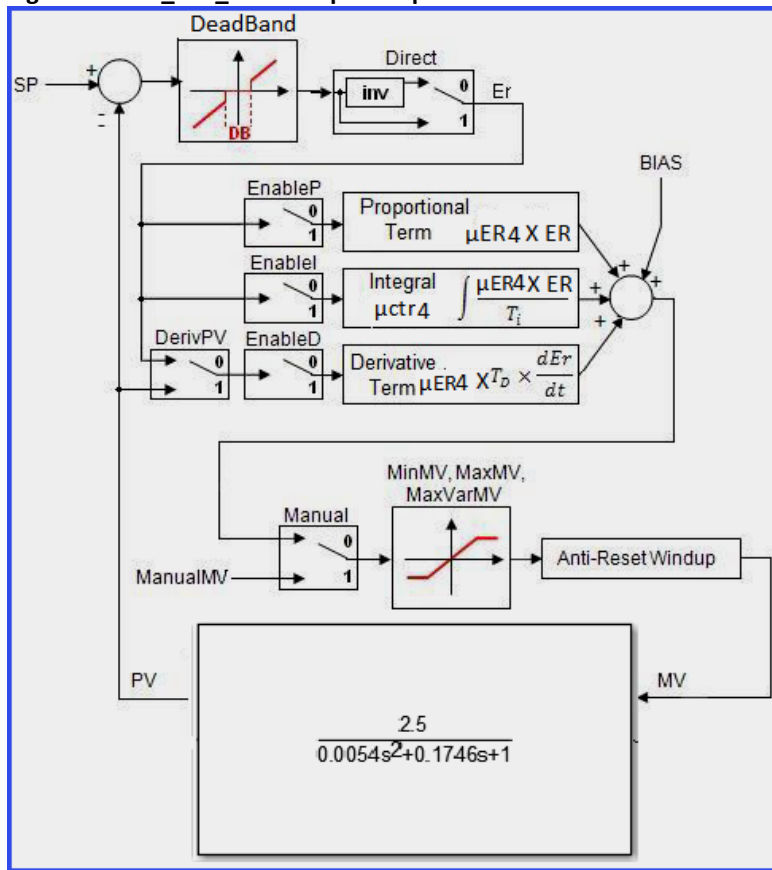 DeadBand
SP
+
-
DB
Direct
inv
0
1
Er
BIAS
EnableP
0
1
Proportional
Term μER4 X ER
EnableI
0
1
Integral
μctr4 ∫ μER4X ER / Ti
DerivPV
0
1
EnableD
0
1
Derivative .
Term μER4 X TD × dEr / dt
+
+
+
+
+
MinMV, MaxMV,
MaxVarMV
Manual
0
1
ManualMV
Anti-Reset Windup
PV
MV
2.5
0.0054s²+0.1746s+1